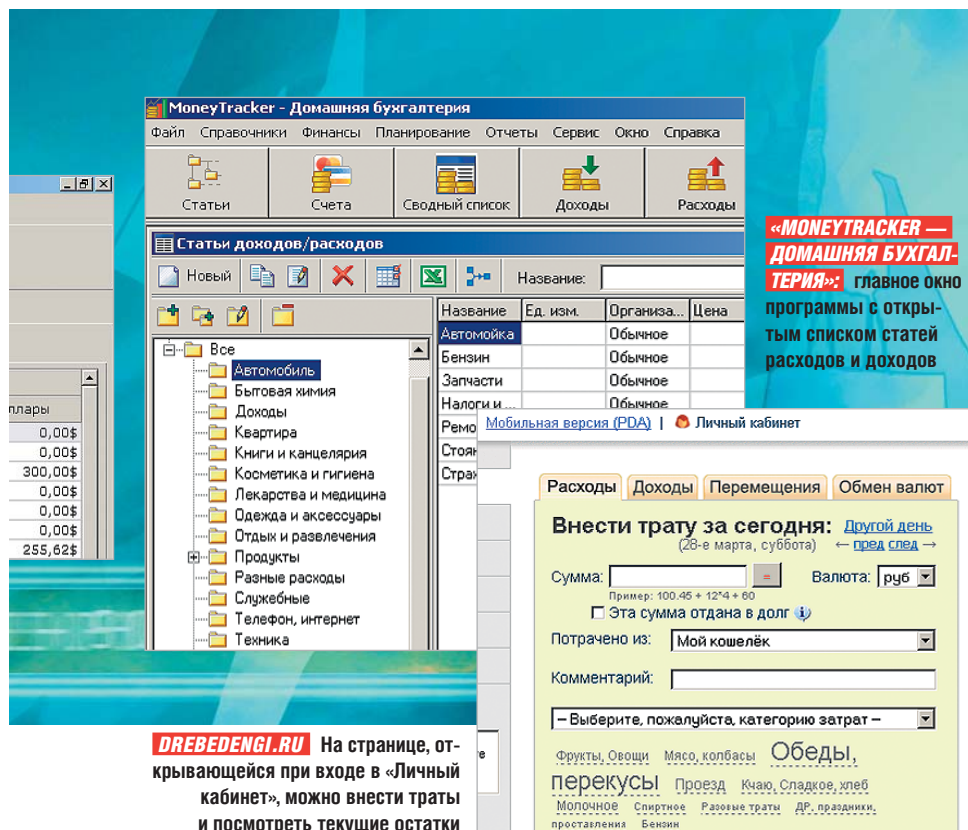 MoneyTracker - Домашняя бухгалтерия
Файл Справочники Финансы Планирование Отчеты Сервис Окно Справка
Статьи Счета Сводный список Доходы Расходы
Статьи доходов/расходов
Новый Название:
Название Ед. изм. Организа... Цена
Автомойка Обычное
Бензин Обычное
Запчасти Обычное
Налоги и ... Обычное
Все
Автомобиль
Бытовая химия
Доходы
Квартира
Книги и канцелярия
Косметика и гигиена
Лекарства и медицина
Одежда и аксессуары
Отдых и развлечения
Продукты
Разные расходы
Служебные
Телефон, интернет
Техника
0,00$
0,00$
300,00$
0,00$
0,00$
0,00$
255,62$
«MONEYTRACKER —
ДОМАШНЯЯ БУХГАЛ-
ТЕРИЯ»: главное окно
программы с откры-
тым списком статей
расходов и доходов
Мобильная версия (PDA) | Личный кабинет
Расходы Доходы Перемещения Обмен валют
Внести трату за сегодня: Другой день
(28-е марта, суббота) ← пред след →
Сумма: = Валюта: руб
Пример: 100.45 + 12*4 + 60
Эта сумма отдана в долг
Потрачено из: Мой кошелёк
Комментарий:
– Выберите, пожалуйста, категорию затрат –
Фрукты, Овощи Мясо, колбасы Обеды,
перекусы Проезд Кчаю, Сладкое, хлеб
Молочное Спиртное Разовые траты ДР, праздники,
проставления Бензин
DREBEDENGI.RU На странице, от-
крывающейся при входе в «Личный
кабинет», можно внести траты
и посмотреть текущие остатки